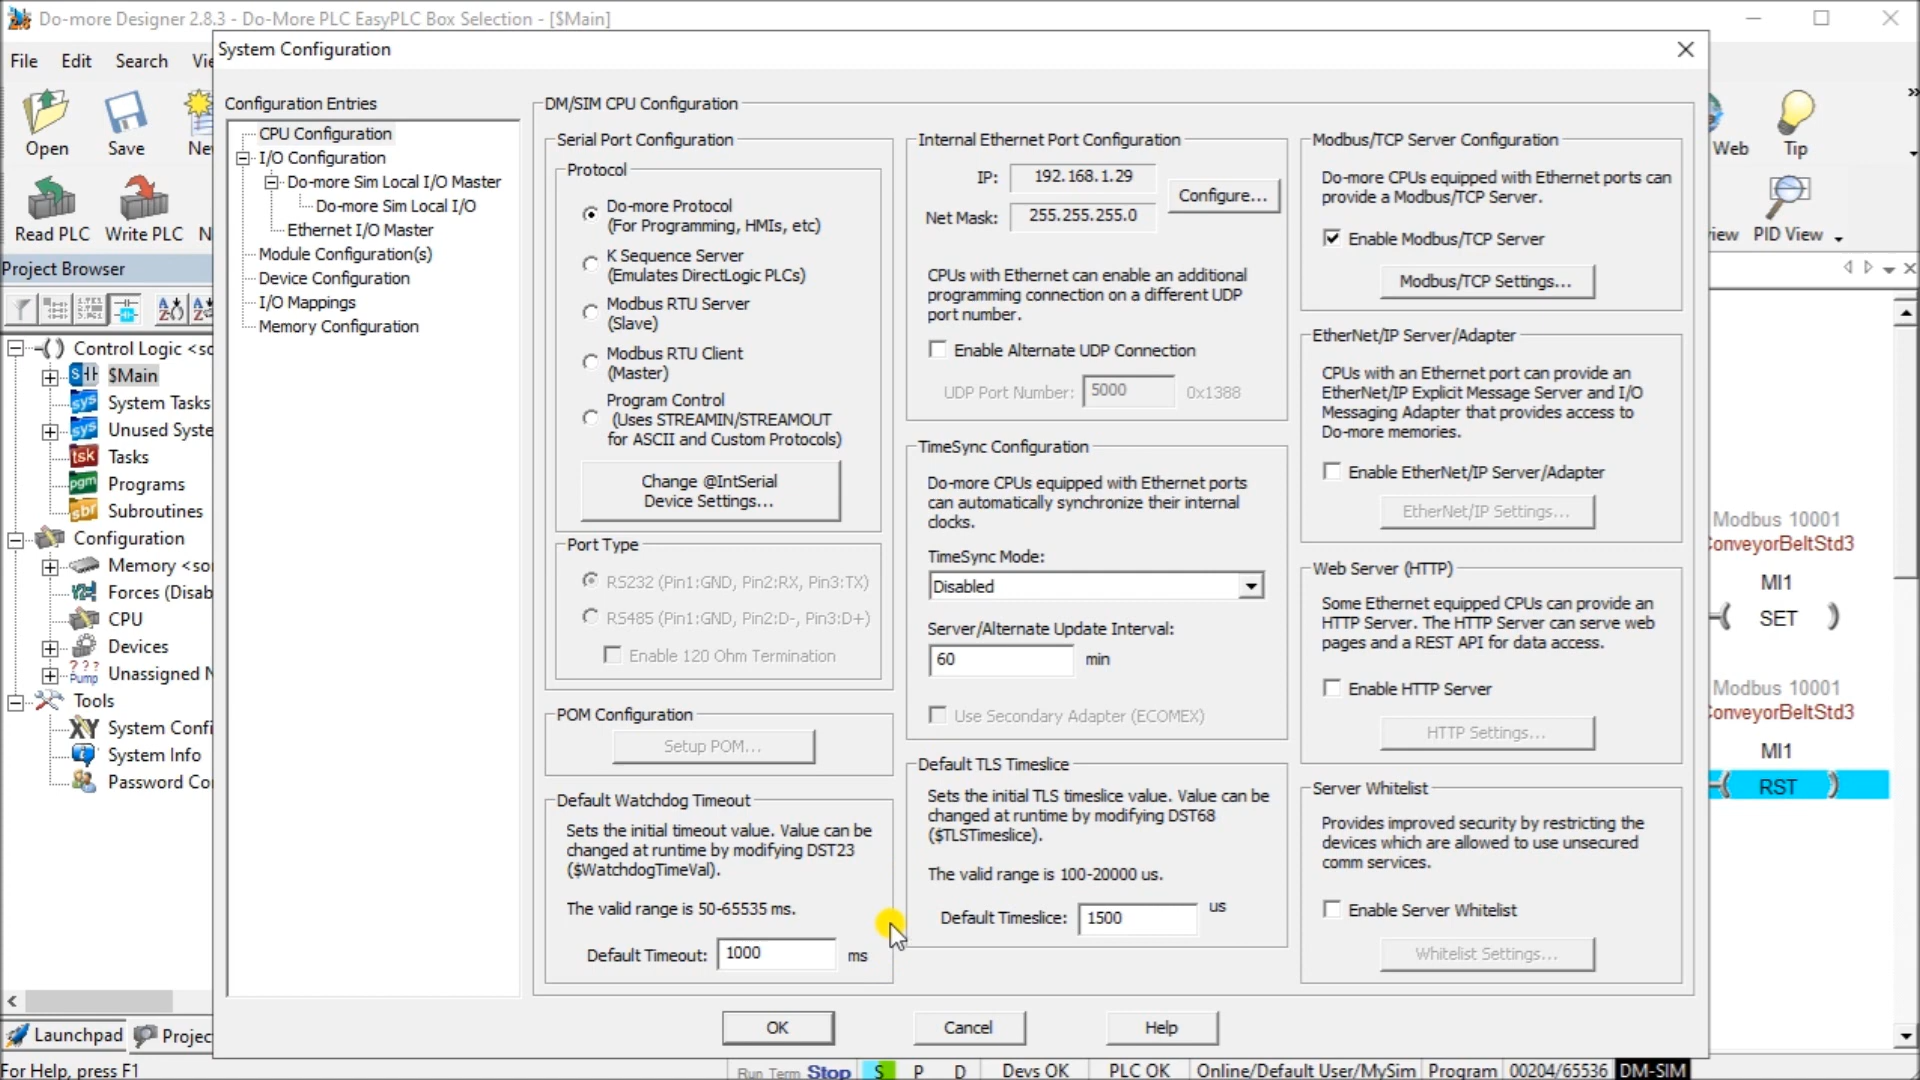 Do-more Designer 2.8.3 - Do-More PLC EasyPLC Box Selection - [$Main]
System Configuration
File Edit Search
Open Save
Read PLC Write PLC
Web Tip
PID View
Project Browser
Control Logic
$Main
System Tasks
Unused
Tasks
Programs
Subroutines
Configuration
Memory
Forces
CPU
Devices
Unassigned
Tools
System
System Info
Password
Launchpad
Configuration Entries
CPU Configuration
I/O Configuration
Do-more Sim Local I/O Master
Do-more Sim Local I/O
Ethernet I/O Master
Module Configuration(s)
Device Configuration
I/O Mappings
Memory Configuration
DM/SIM CPU Configuration
Serial Port Configuration
Protocol
Do-more Protocol
(For Programming, HMIs, etc)
K Sequence Server
(Emulates DirectLogic PLCs)
Modbus RTU Server
(Slave)
Modbus RTU Client
(Master)
Program Control
(Uses STREAMIN/STREAMOUT
for ASCII and Custom Protocols)
Change @IntSerial
Device Settings...
Port Type
RS232 (Pin1:GND, Pin2:RX, Pin3:TX)
RS485 (Pin1:GND, Pin2:D-, Pin3:D+)
Enable 120 Ohm Termination
POM Configuration
Setup POM...
Default Watchdog Timeout
Sets the initial timeout value. Value can be
changed at runtime by modifying DST23
($WatchdogTimeVal).
The valid range is 50-65535 ms.
Default Timeout: 1000 ms
Internal Ethernet Port Configuration
IP: 192.168.1.29
Configure...
Net Mask: 255.255.255.0
CPUs with Ethernet can enable an additional
programming connection on a different UDP
port number.
Enable Alternate UDP Connection
UDP Port Number: 5000 0x1388
TimeSync Configuration
Do-more CPUs equipped with Ethernet ports
can automatically synchronize their internal
clocks.
TimeSync Mode:
Disabled
Server/Alternate Update Interval:
60 min
Use Secondary Adapter (ECOMEX)
Default TLS Timeslice
Sets the initial TLS timeslice value. Value can be
changed at runtime by modifying DST68
($TLSTimeslice).
The valid range is 100-20000 us.
Default Timeslice: 1500 us
Modbus/TCP Server Configuration
Do-more CPUs equipped with Ethernet ports can
provide a Modbus/TCP Server.
Enable Modbus/TCP Server
Modbus/TCP Settings...
EtherNet/IP Server/Adapter
CPUs with an Ethernet port can provide an
EtherNet/IP Explicit Message Server and I/O
Messaging Adapter that provides access to
Do-more memories.
Enable EtherNet/IP Server/Adapter
EtherNet/IP Settings...
Web Server (HTTP)
Some Ethernet equipped CPUs can provide an
HTTP Server. The HTTP Server can serve web
pages and a REST API for data access.
Enable HTTP Server
HTTP Settings...
Server Whitelist
Provides improved security by restricting the
devices which are allowed to use unsecured
comm services.
Enable Server Whitelist
Whitelist Settings...
OK Cancel Help
Modbus 10001
ConveyorBeltStd3
MI1
SET
Modbus 10001
ConveyorBeltStd3
MI1
RST
For Help, press F1
Run Term Stop S P D Devs OK PLC OK Online/Default User/MySim Program 00204/65536 DM-SIM